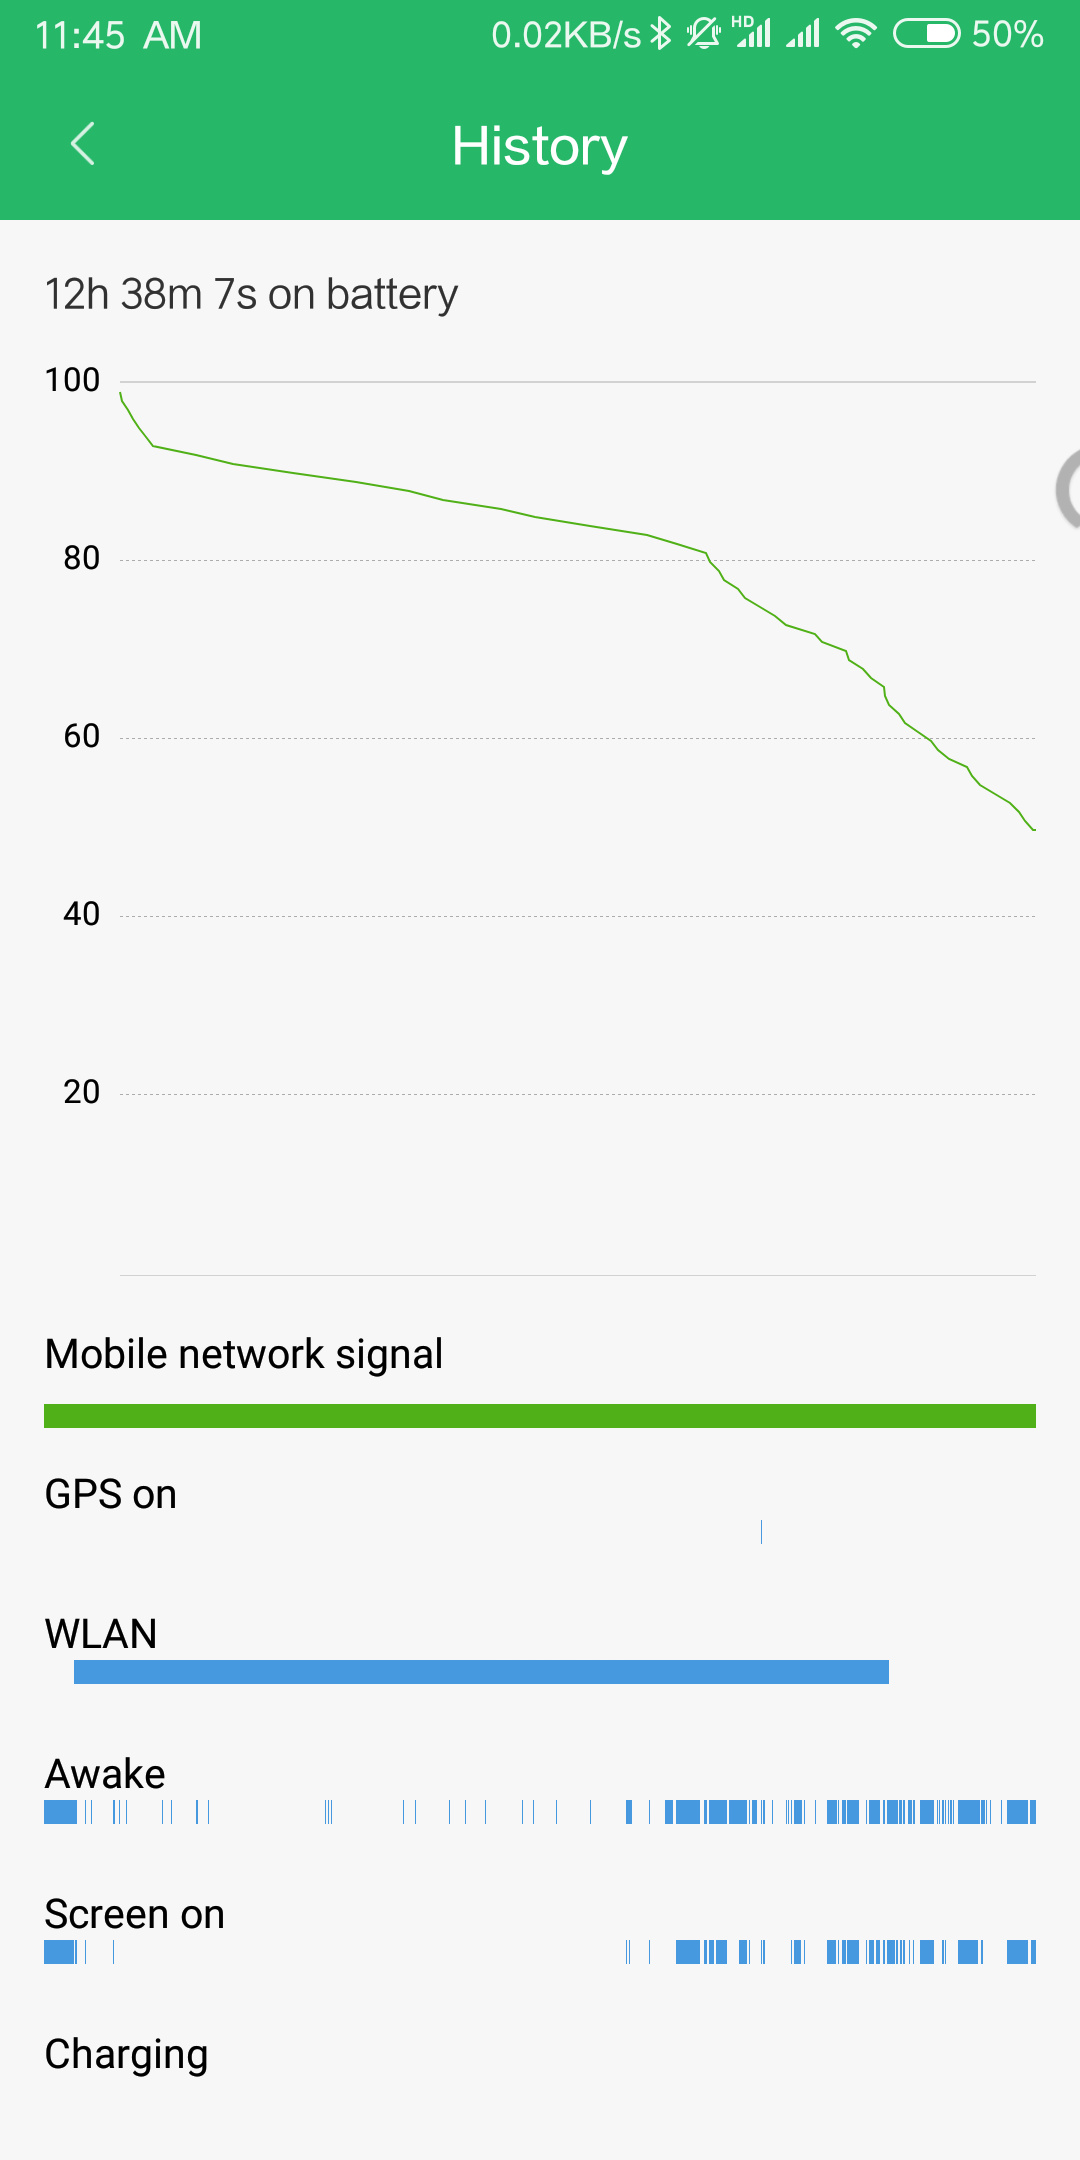 11:45 AM 0.02KB/s HD 50%
History
12h 38m 7s on battery
100
80
60
40
20
Mobile network signal
GPS on
WLAN
Awake
Screen on
Charging